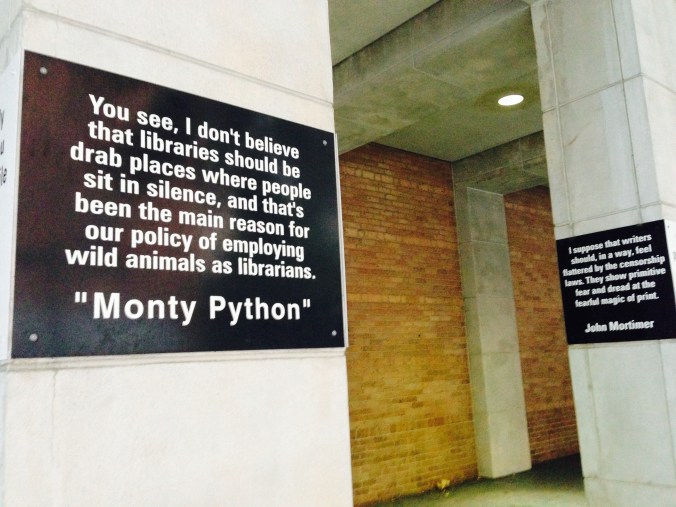 You see, I don't believe
that libraries should be
drab places where people
sit in silence, and that's
been the main reason for
our policy of employing
wild animals as librarians.
"Monty Python"
I suppose that writers
should, in a way, feel
flattered by the censorship
laws. They show primitive
fear and dread at the
fearful magic of print.
John Mortimer